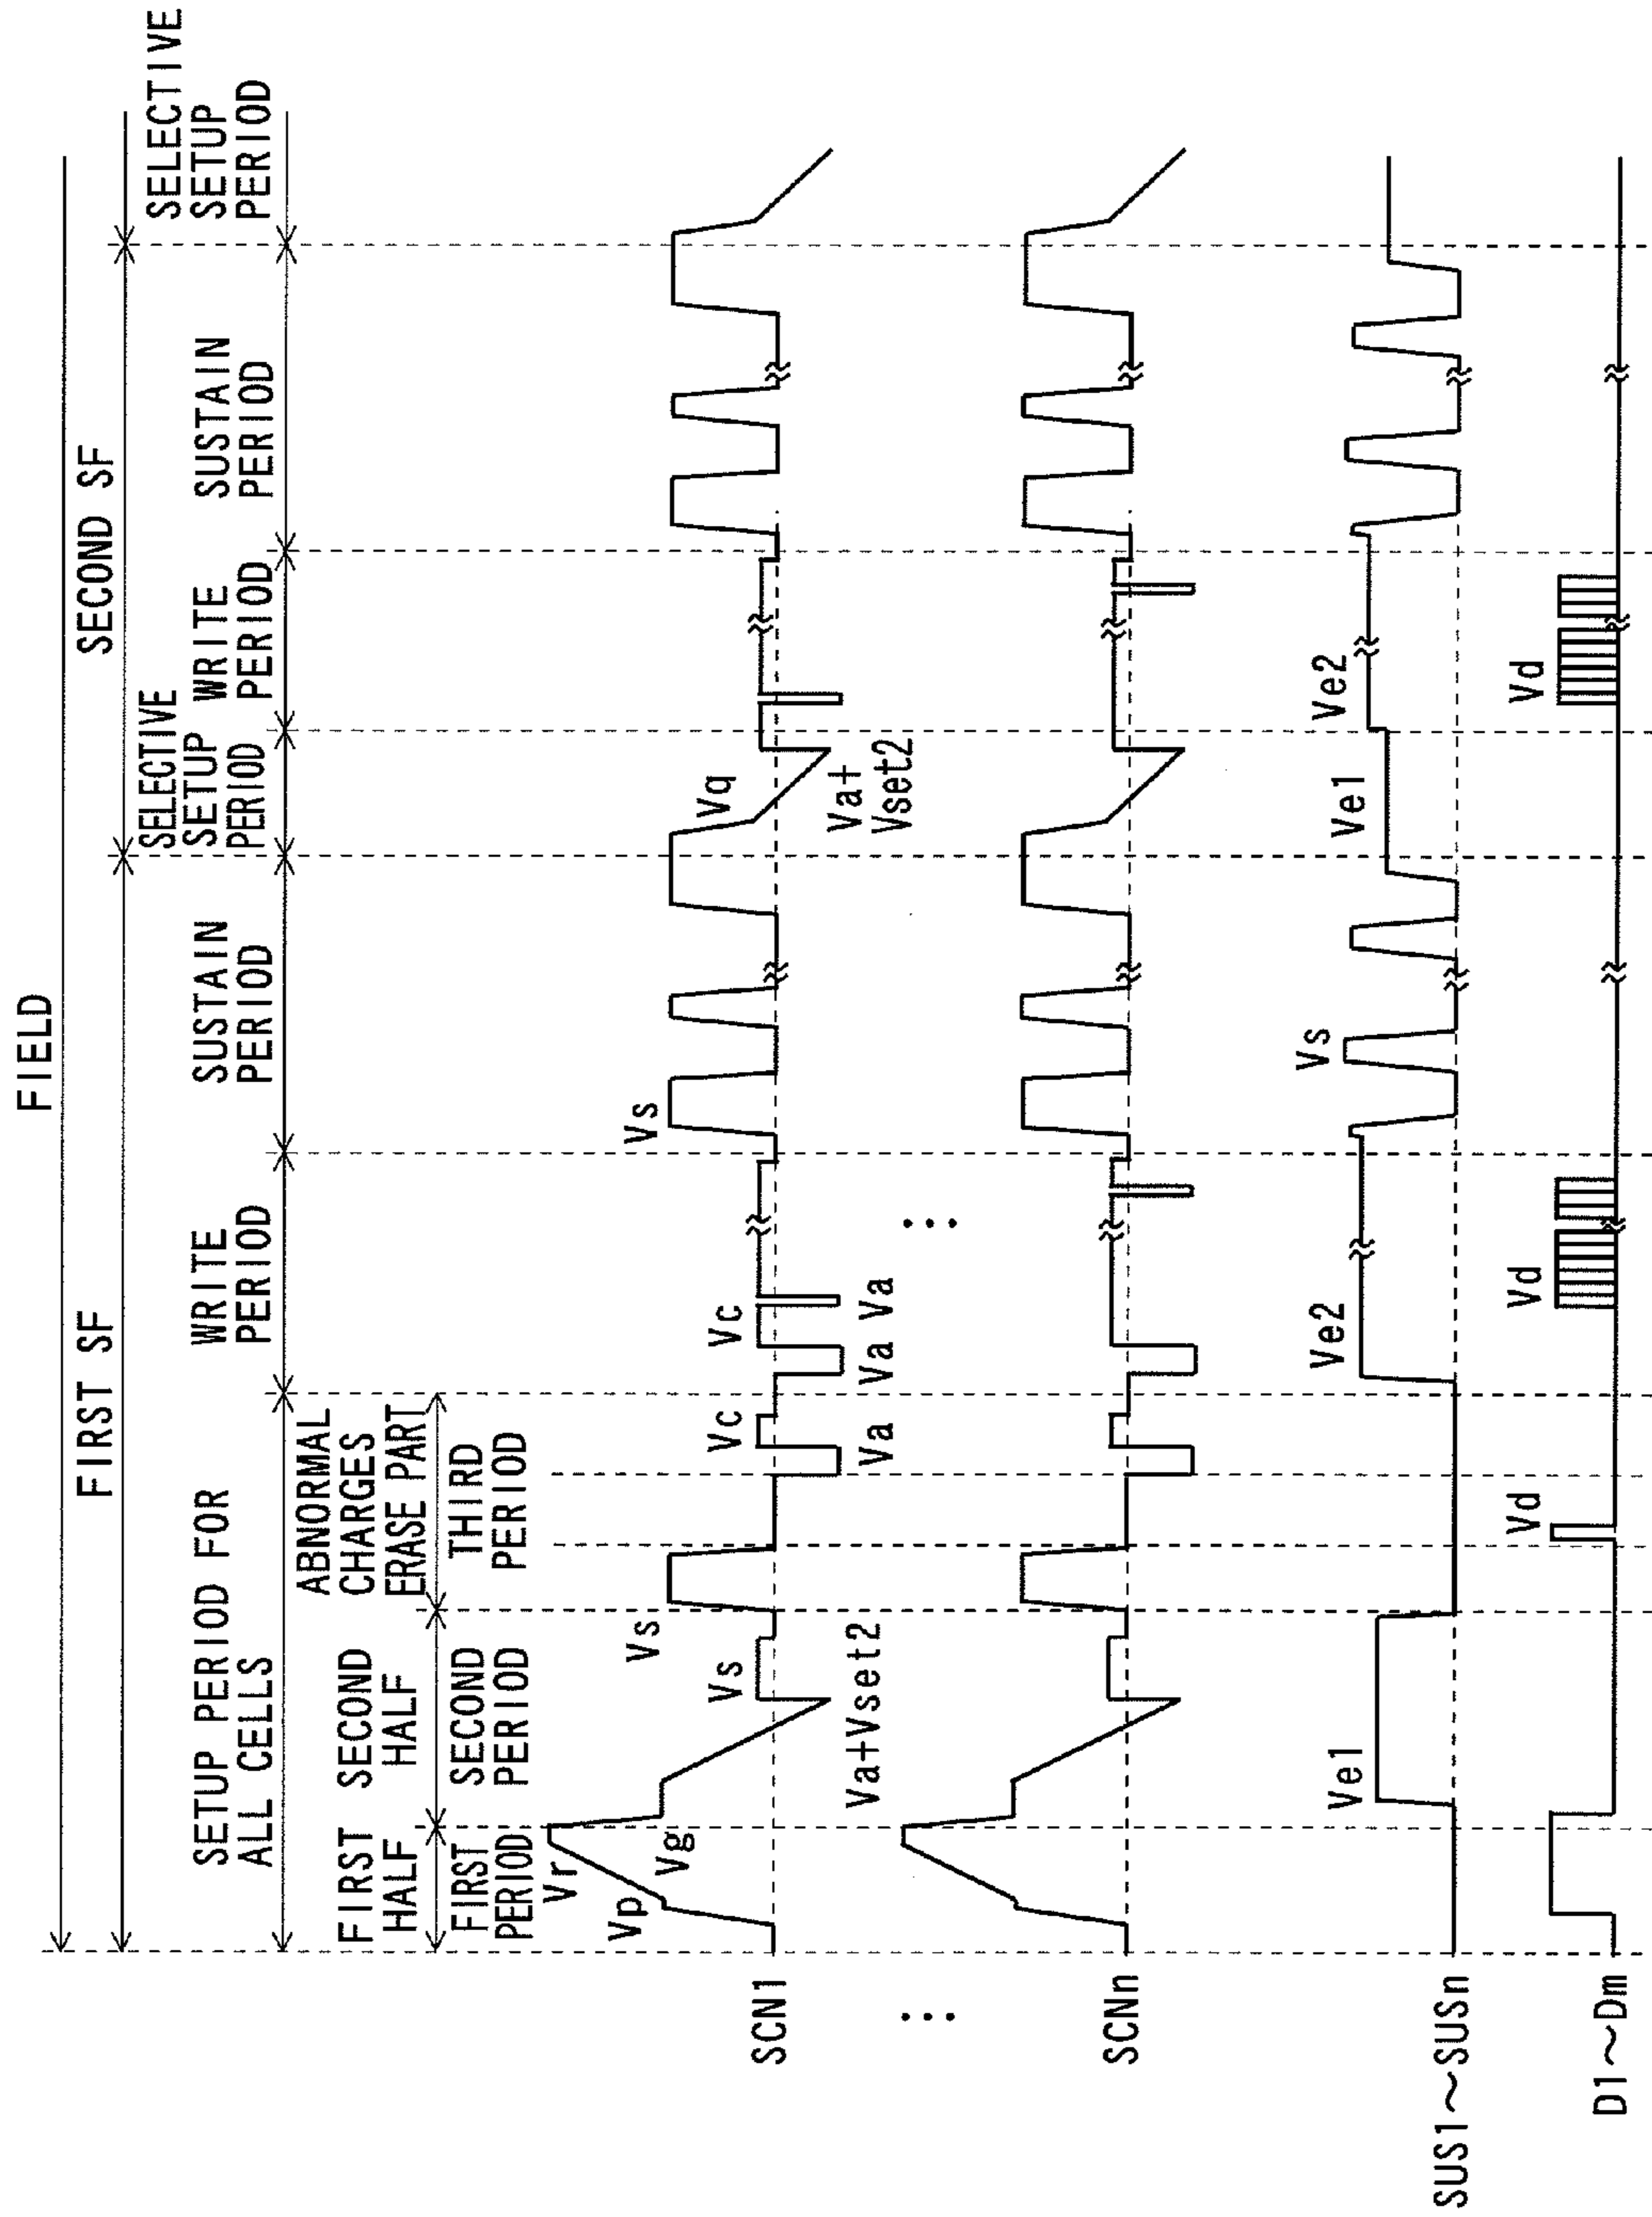 FIELD
FIRST SF
SECOND SF
SETUP PERIOD FOR
ALL CELLS
WRITE
PERIOD
SUSTAIN
PERIOD
SELECTIVE
SETUP
PERIOD
WRITE
PERIOD
SUSTAIN
PERIOD
SELECTIVE
SETUP
PERIOD
FIRST
HALF
SECOND
HALF
ABNORMAL
CHARGES
ERASE PART
FIRST
PERIOD
SECOND
PERIOD
THIRD
PERIOD
Vp
Vr
Vg
Vs
Vs
Va+Vset2
Vc
Va
Vc
Va
Va
Vs
Vq
Va+
Vset2
SCN1
⋮
⋮
SCNn
SUS1～SUSn
Ve1
Ve2
Vs
Ve1
Ve2
D1～Dm
Vd
Vd
Vd